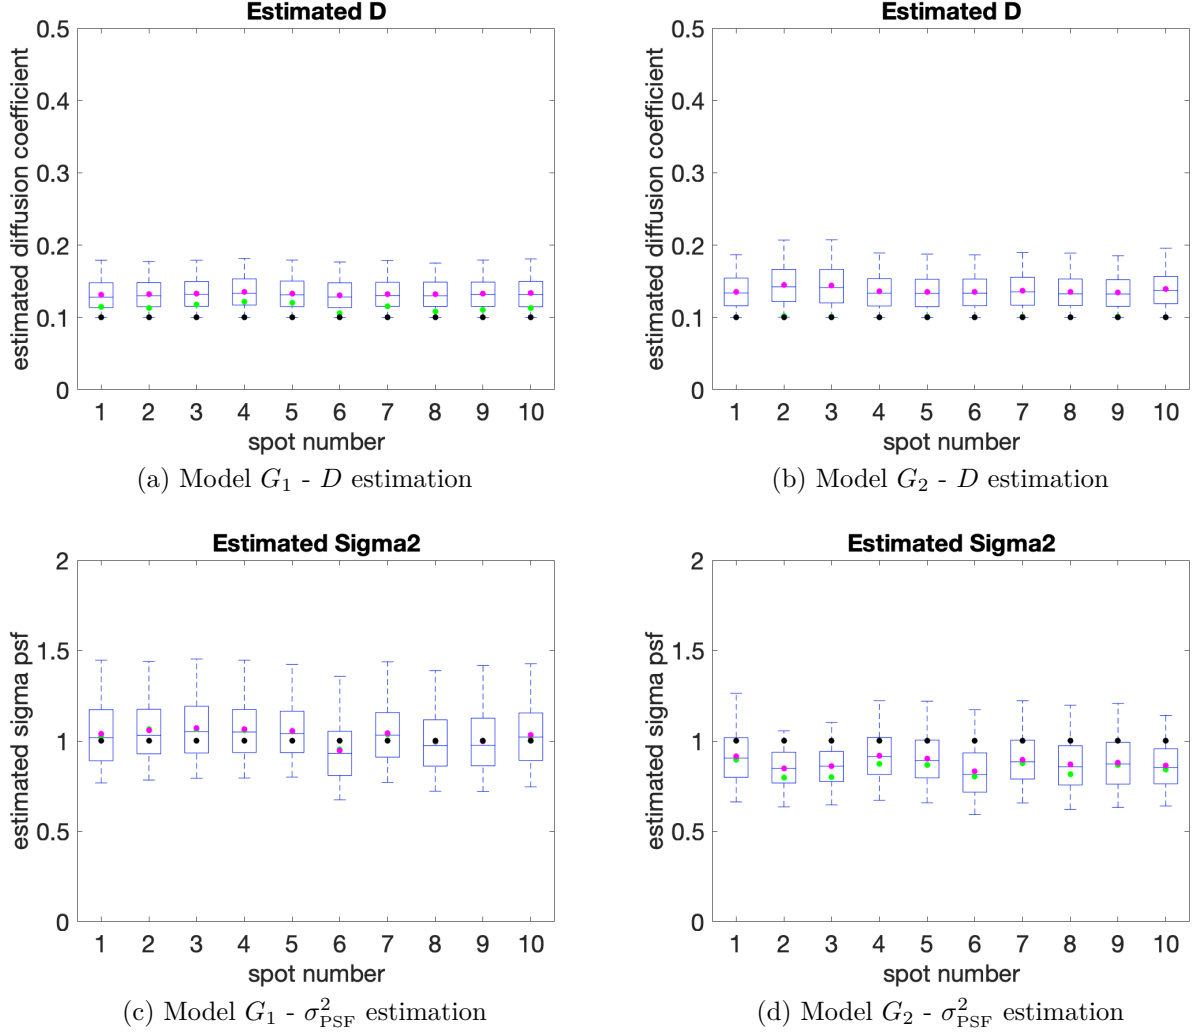 Estimated D
0.5
0.4
0.3
0.2
0.1
0
estimated diffusion coefficient
1 2 3 4 5 6 7 8 9 10
spot number
(a) Model G₁ - D estimation
Estimated D
0.5
0.4
0.3
0.2
0.1
0
estimated diffusion coefficient
1 2 3 4 5 6 7 8 9 10
spot number
(b) Model G₂ - D estimation
Estimated Sigma2
2
1.5
1
0.5
0
estimated sigma psf
1 2 3 4 5 6 7 8 9 10
spot number
(c) Model G₁ - σ²_PSF estimation
Estimated Sigma2
2
1.5
1
0.5
0
estimated sigma psf
1 2 3 4 5 6 7 8 9 10
spot number
(d) Model G₂ - σ²_PSF estimation